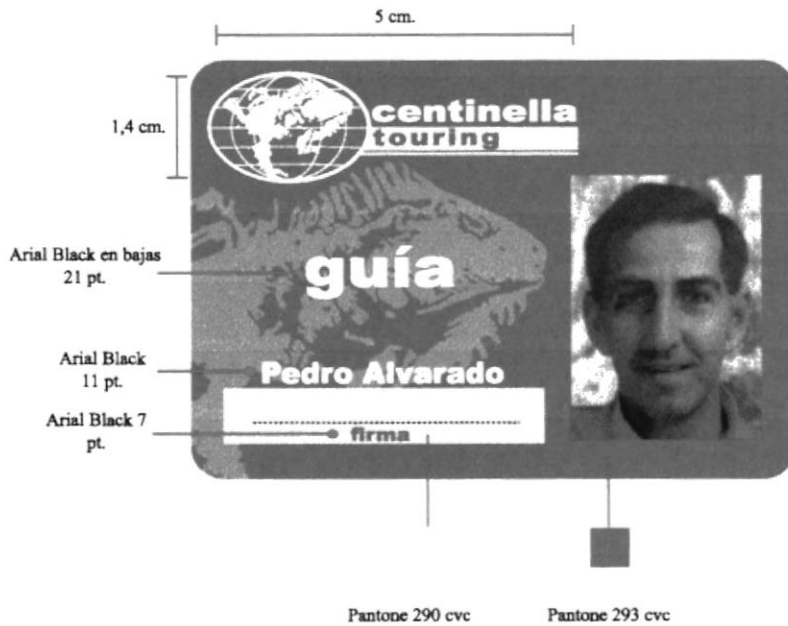 5 cm.
1,4 cm.
centinella
touring
Arial Black en bajas
21 pt.
guía
Arial Black
11 pt.
Pedro Alvarado
Arial Black 7
pt.
firma
Pantone 290 cvc
Pantone 293 cvc